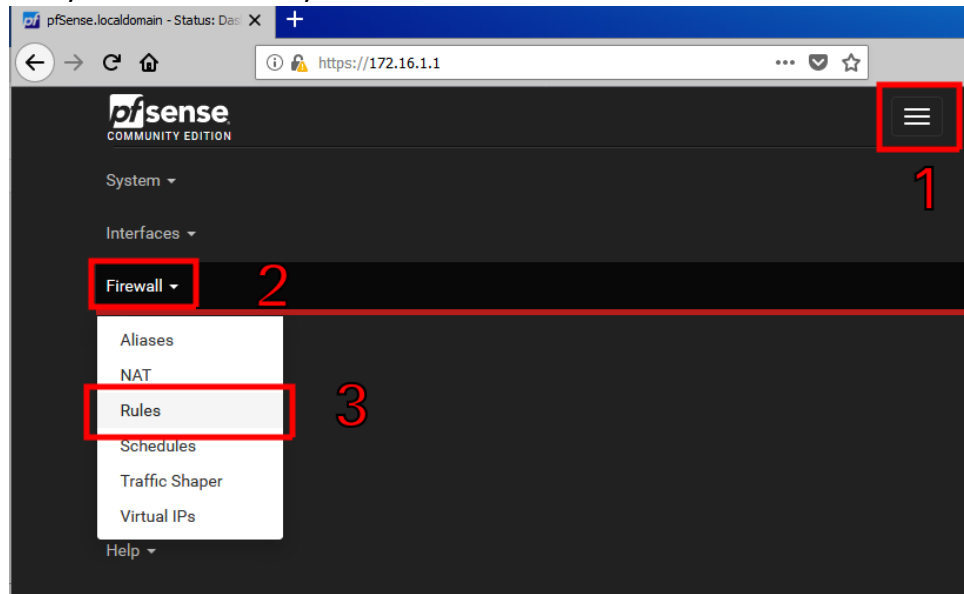 pfSense.localdomain - Status: Das
https://172.16.1.1
pfsense
COMMUNITY EDITION
1
System
Interfaces
Firewall
2
Aliases
NAT
Rules
3
Schedules
Traffic Shaper
Virtual IPs
Help